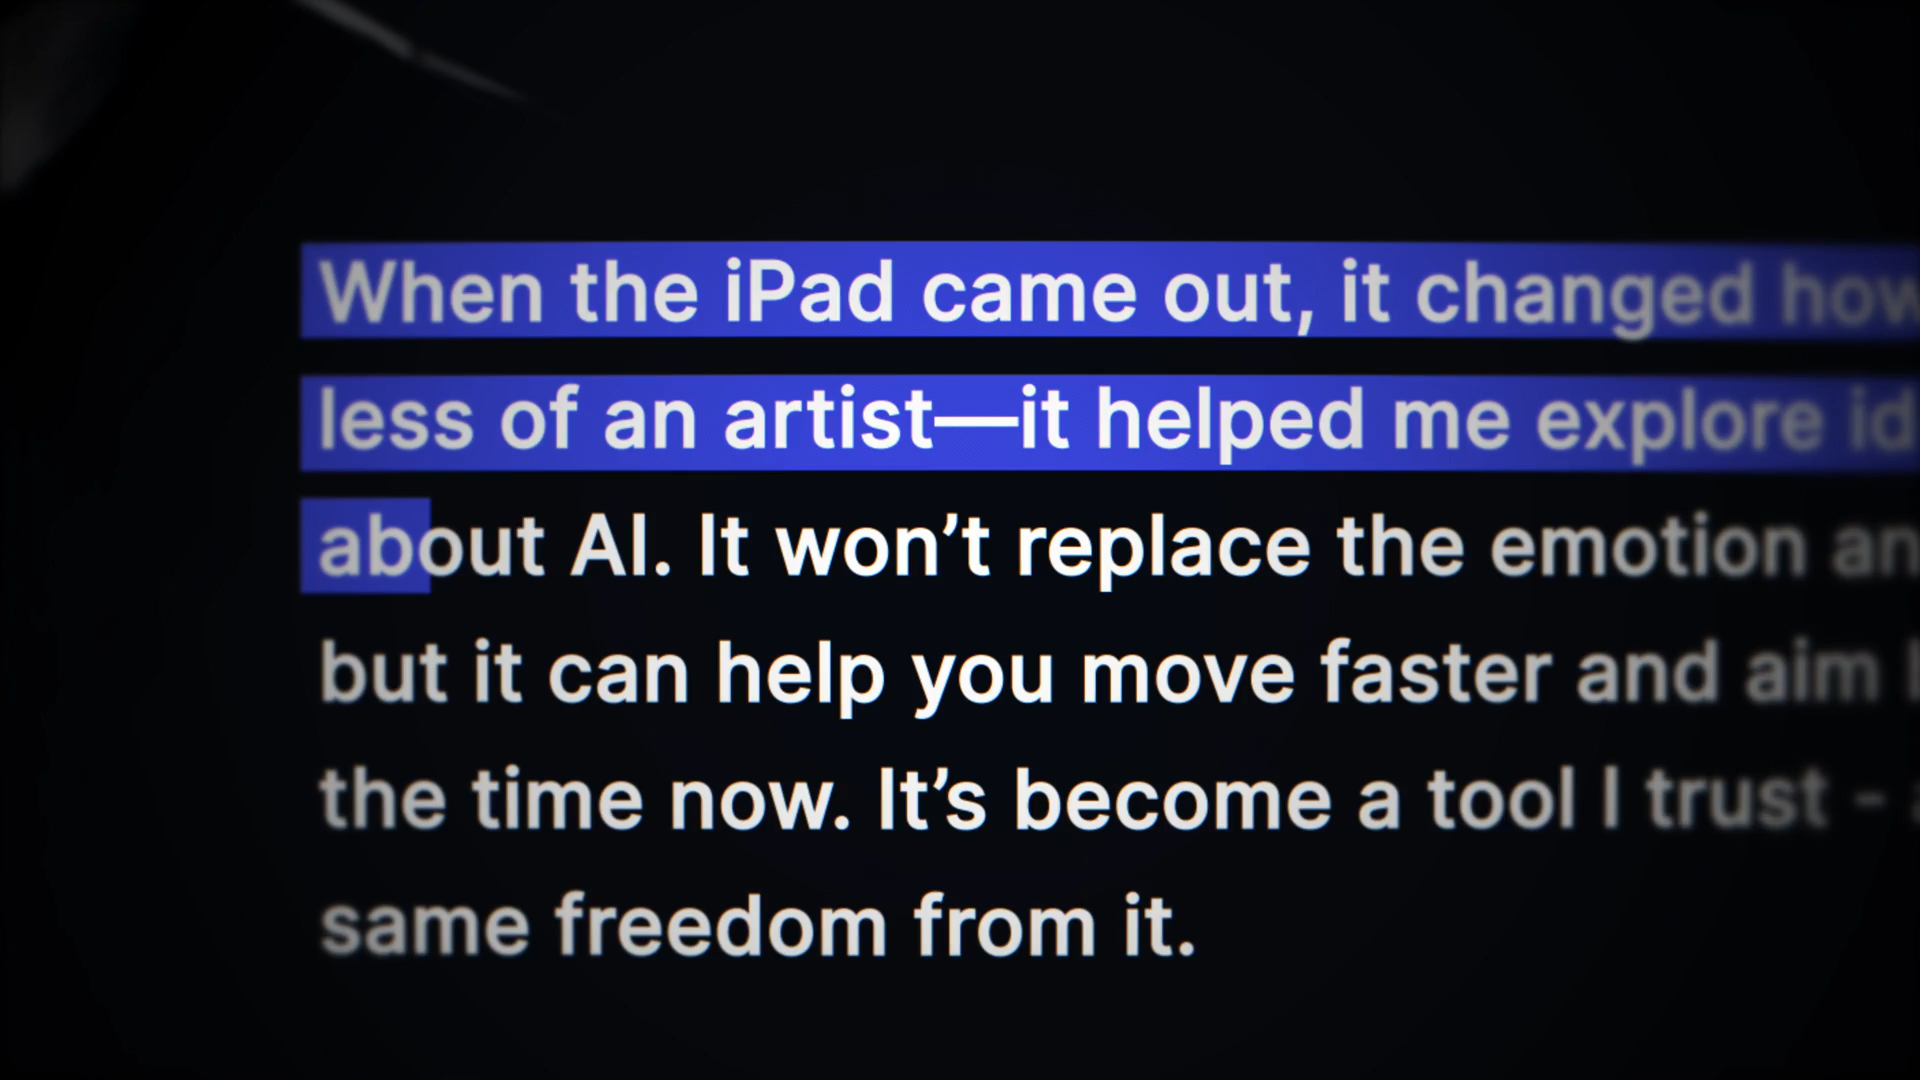 When the iPad came out, it changed how
less of an artist—it helped me explore
about AI. It won’t replace the emotion
but it can help you move faster and aim
the time now. It’s become a tool I trust -
same freedom from it.